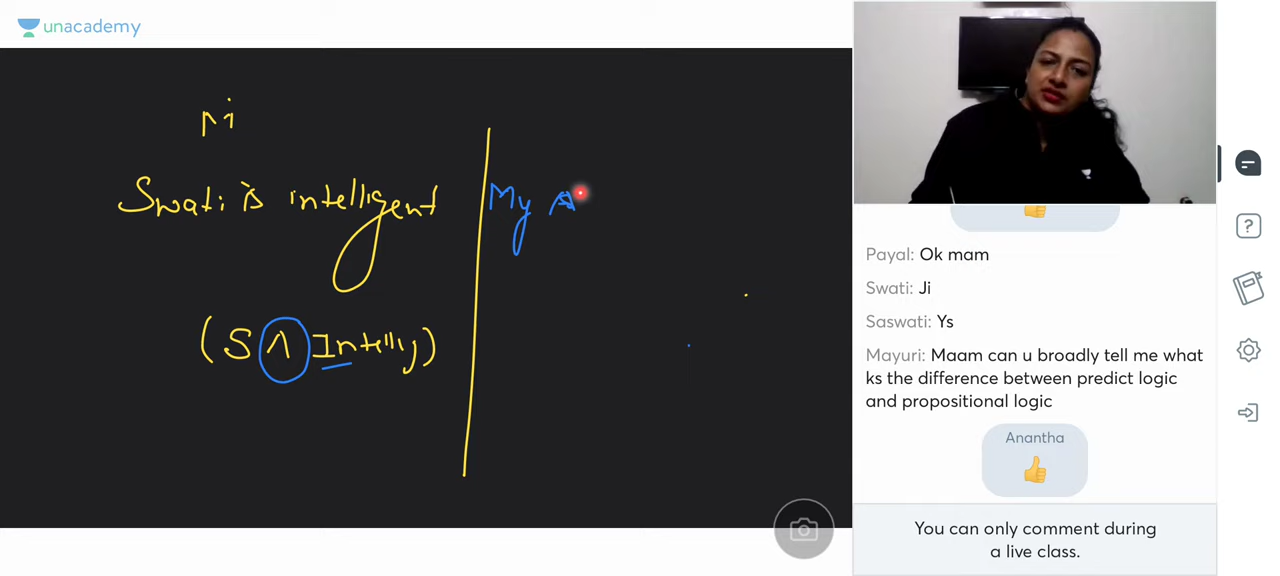 unacademy
Swati is intelligent
My
(S ∧ Intellig)
Payal: Ok mam
Swati: Ji
Saswati: Ys
Mayuri: Maam can u broadly tell me what
ks the difference between predict logic
and propositional logic
Anantha
You can only comment during
a live class.